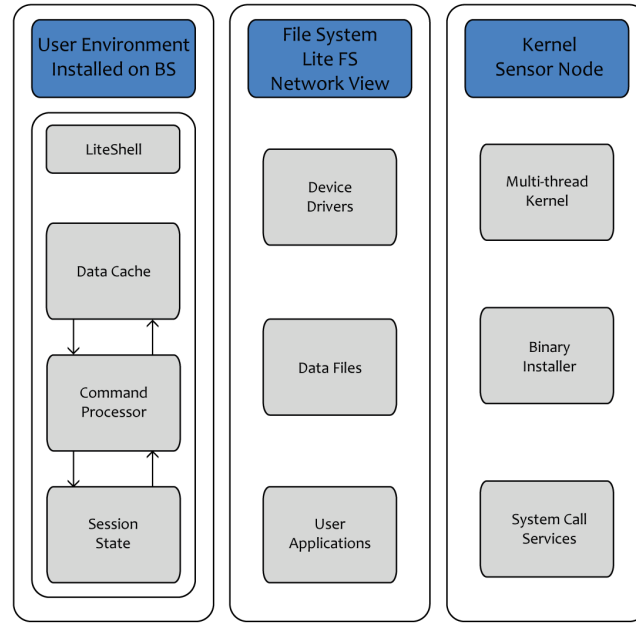 User Environment
Installed on BS
LiteShell
Data Cache
Command
Processor
Session
State
File System
Lite FS
Network View
Device
Drivers
Data Files
User
Applications
Kernel
Sensor Node
Multi-thread
Kernel
Binary
Installer
System Call
Services